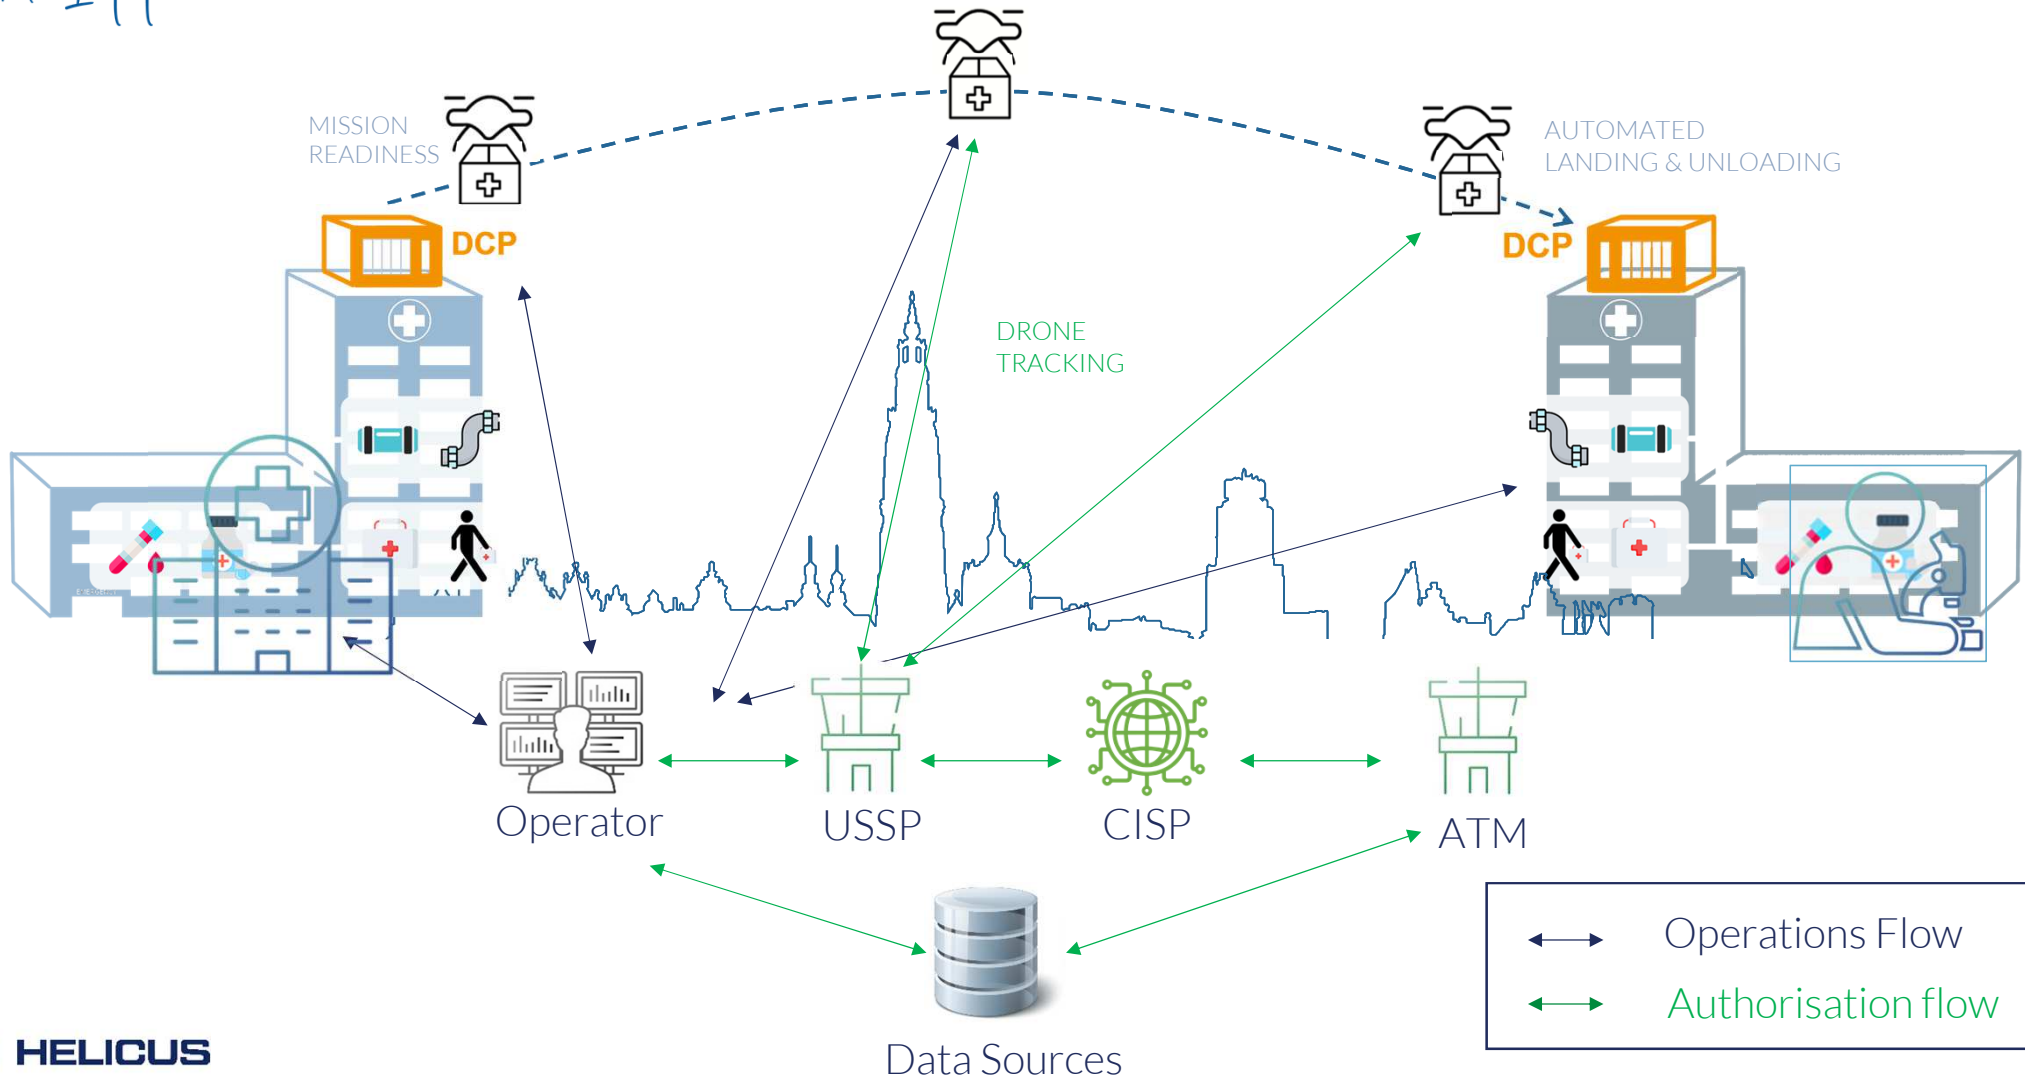 MISSION
READINESS
AUTOMATED
LANDING & UNLOADING
DCP
DCP
DRONE
TRACKING
Operator
USSP
CISP
ATM
Data Sources
Operations Flow
Authorisation flow
HELICUS